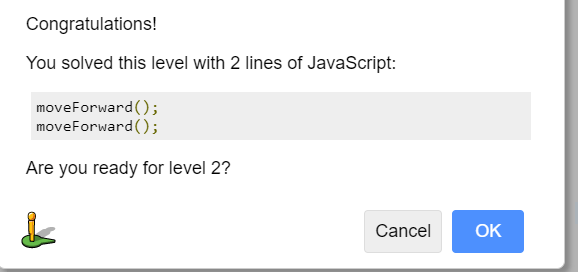 Congratulations!
You solved this level with 2 lines of JavaScript:
moveForward();
moveForward();
Are you ready for level 2?
Cancel
OK